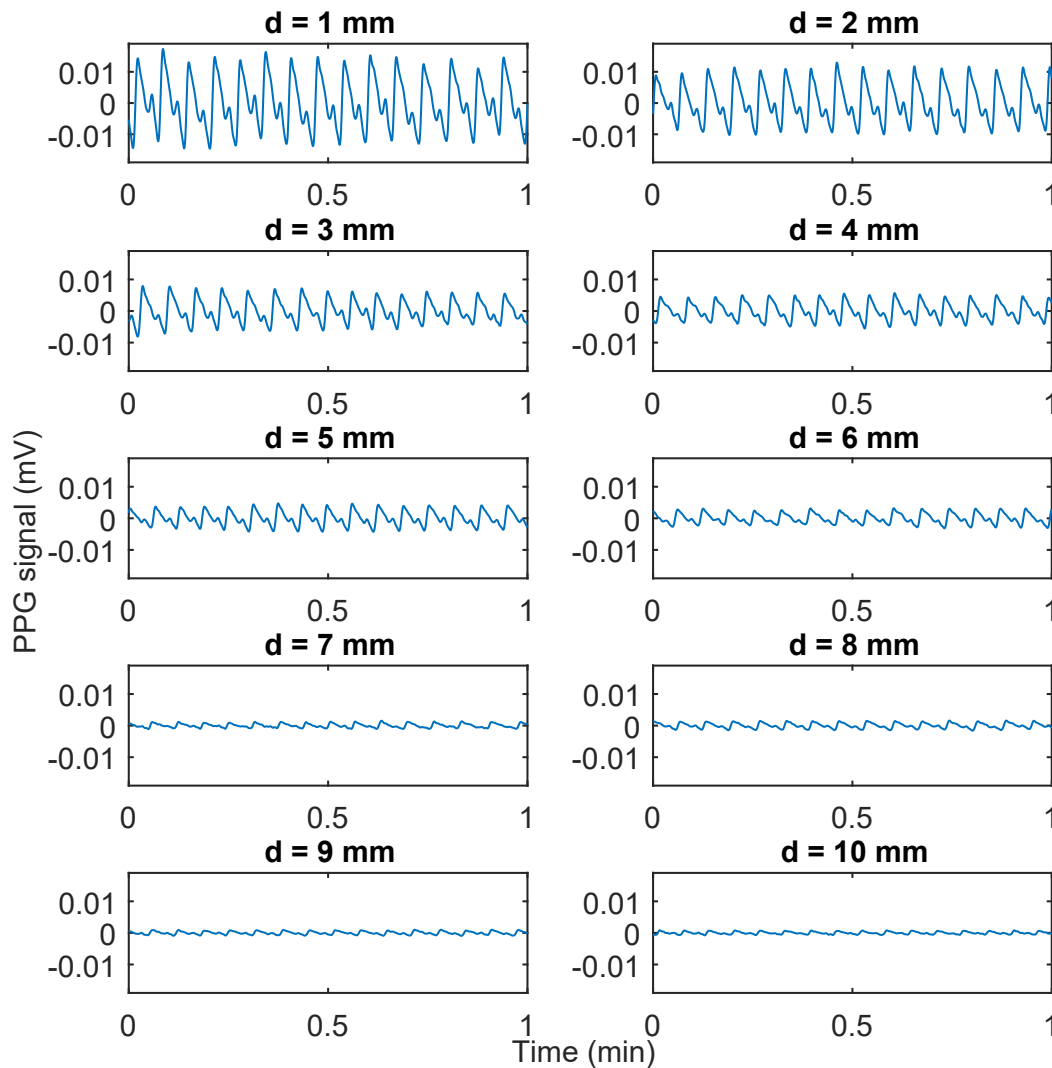 d = 1 mm
0.01
0
-0.01
0 0.5 1
d = 2 mm
0.01
0
-0.01
0 0.5 1
d = 3 mm
0.01
0
-0.01
0 0.5 1
d = 4 mm
0.01
0
-0.01
0 0.5 1
d = 5 mm
0.01
0
-0.01
0 0.5 1
d = 6 mm
0.01
0
-0.01
0 0.5 1
d = 7 mm
0.01
0
-0.01
0 0.5 1
d = 8 mm
0.01
0
-0.01
0 0.5 1
d = 9 mm
0.01
0
-0.01
0 0.5 1
d = 10 mm
0.01
0
-0.01
0 0.5 1
PPG signal (mV)
Time (min)